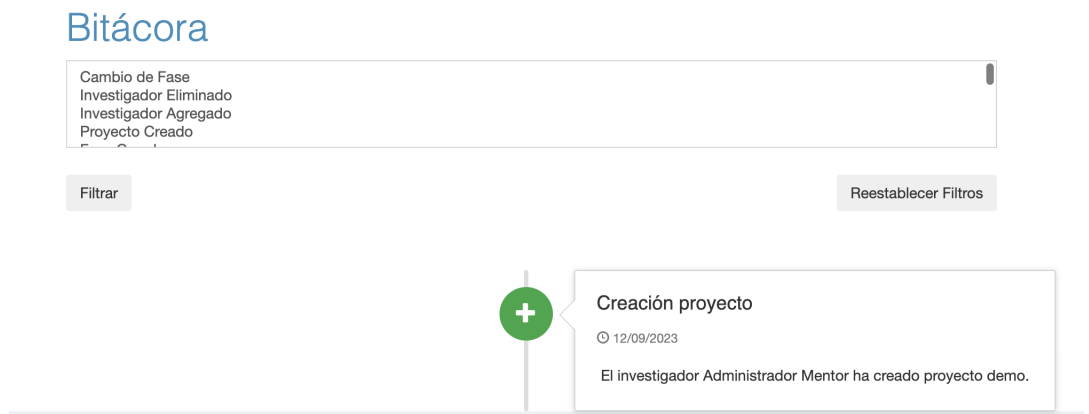 Bitácora
Cambio de Fase
Investigador Eliminado
Investigador Agregado
Proyecto Creado
Filtrar
Reestablecer Filtros
Creación proyecto
12/09/2023
El investigador Administrador Mentor ha creado proyecto demo.